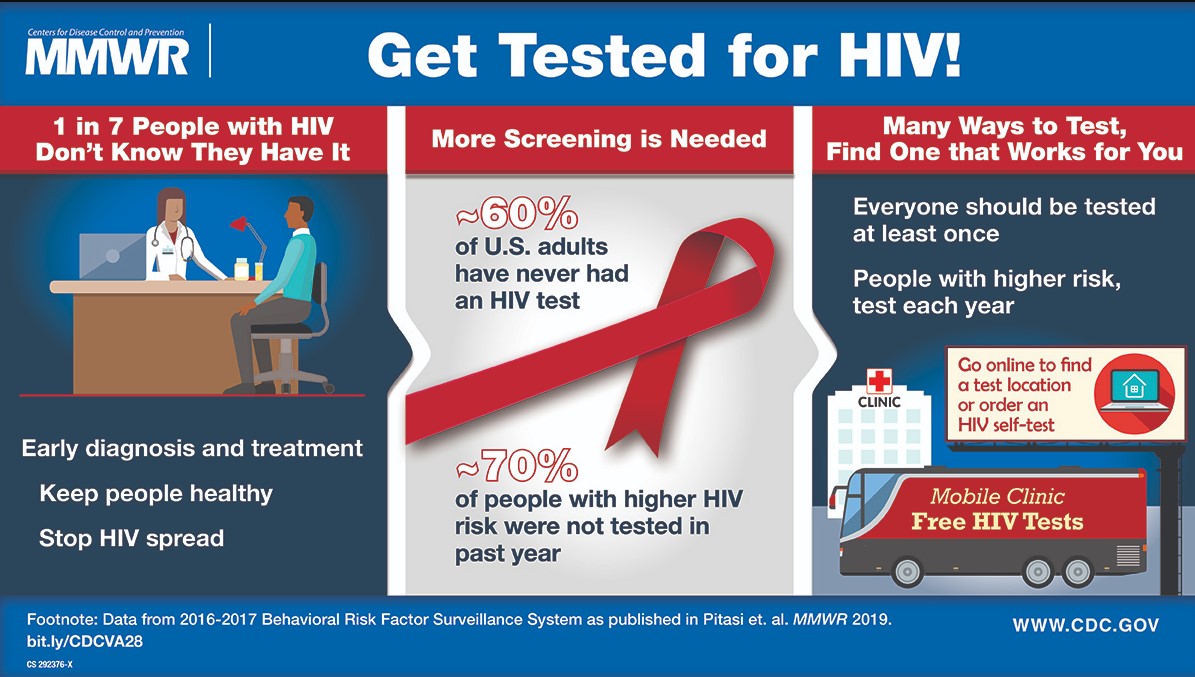 Centers for Disease Control and Prevention
MMWR
Get Tested for HIV!
1 in 7 People with HIV
Don't Know They Have It
Early diagnosis and treatment
Keep people healthy
Stop HIV spread
More Screening is Needed
~60%
of U.S. adults
have never had
an HIV test
~70%
of people with higher HIV
risk were not tested in
past year
Many Ways to Test,
Find One that Works for You
Everyone should be tested
at least once
People with higher risk,
test each year
CLINIC
Go online to find
a test location
or order an
HIV self-test
Mobile Clinic
Free HIV Tests
Footnote: Data from 2016-2017 Behavioral Risk Factor Surveillance System as published in Pitasi et. al. MMWR 2019.
bit.ly/CDCVA28
CS 292376-X
WWW.CDC.GOV